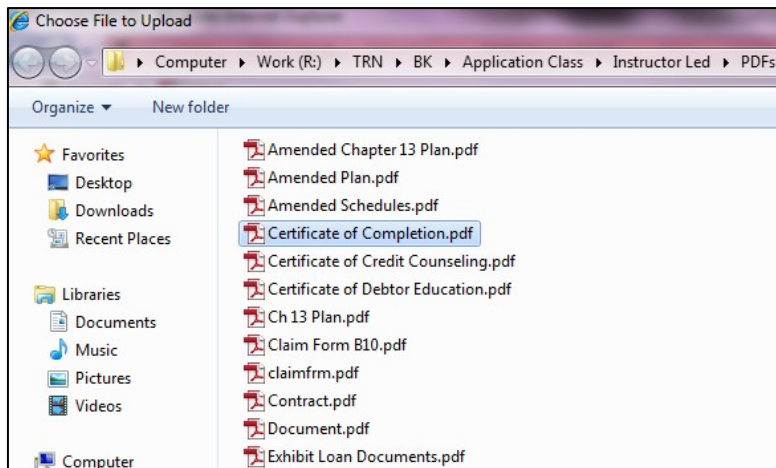 Choose File to Upload
Computer ▸ Work (R:) ▸ TRN ▸ BK ▸ Application Class ▸ Instructor Led ▸ PDFs
Organize ▾ New folder
Favorites
Desktop
Downloads
Recent Places
Libraries
Documents
Music
Pictures
Videos
Computer
Amended Chapter 13 Plan.pdf
Amended Plan.pdf
Amended Schedules.pdf
Certificate of Completion.pdf
Certificate of Credit Counseling.pdf
Certificate of Debtor Education.pdf
Ch 13 Plan.pdf
Claim Form B10.pdf
claimfrm.pdf
Contract.pdf
Document.pdf
Exhibit Loan Documents.pdf